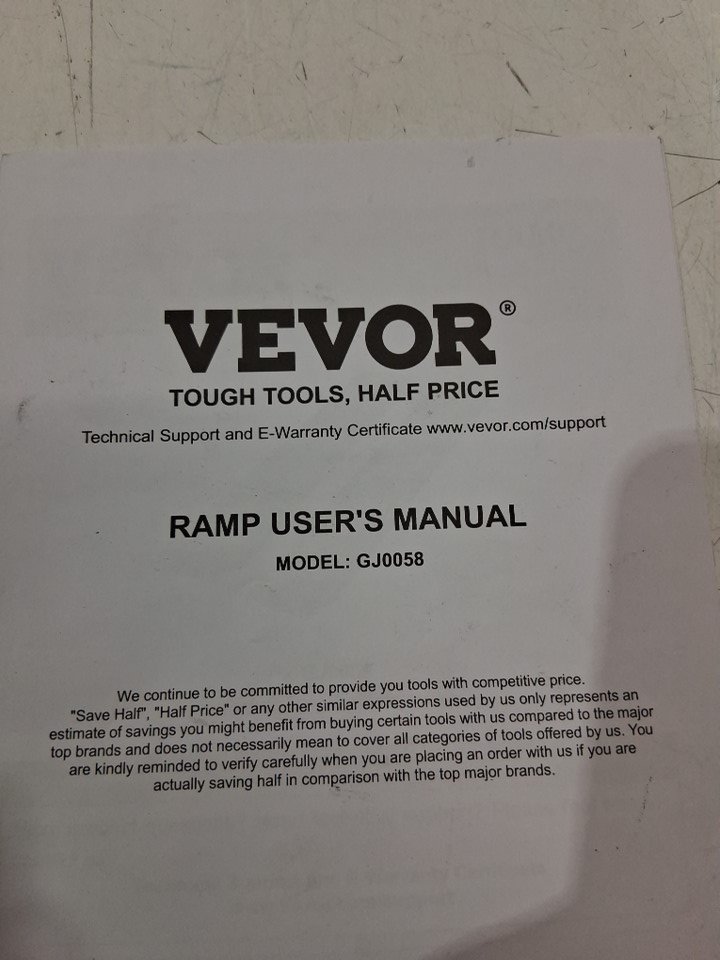 VEVOR®
TOUGH TOOLS, HALF PRICE
Technical Support and E-Warranty Certificate www.vevor.com/support
RAMP USER'S MANUAL
MODEL: GJ0058
We continue to be committed to provide you tools with competitive price.
"Save Half", "Half Price" or any other similar expressions used by us only represents an
estimate of savings you might benefit from buying certain tools with us compared to the major
top brands and does not necessarily mean to cover all categories of tools offered by us. You
are kindly reminded to verify carefully when you are placing an order with us if you are
actually saving half in comparison with the top major brands.